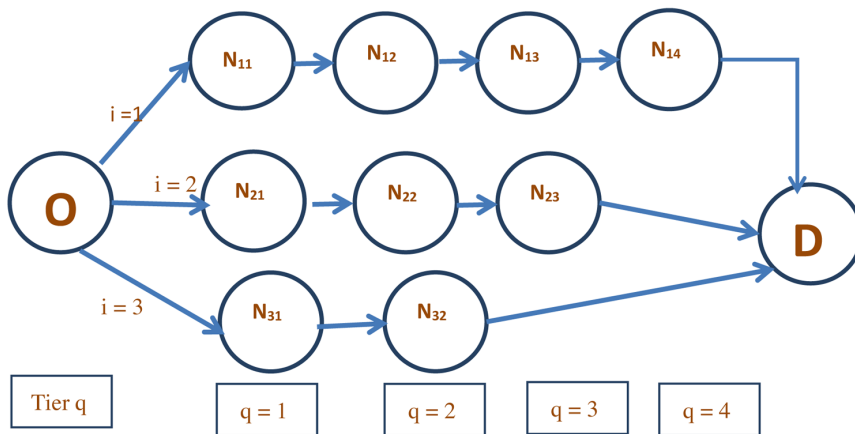 N₁₁ N₁₂ N₁₃ N₁₄
i =1
O i = 2 N₂₁ N₂₂ N₂₃ D
i = 3 N₃₁ N₃₂
Tier q q = 1 q = 2 q = 3 q = 4